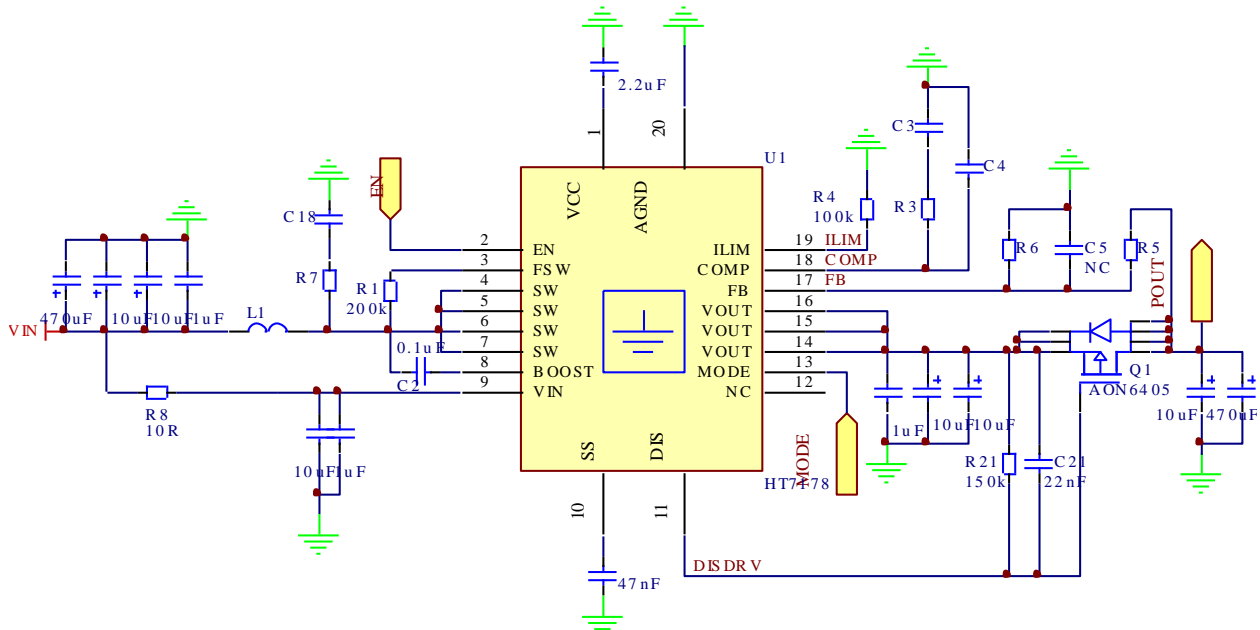 2.2uF
1
20
U1
VCC
AGND
EN
C18
R7
R1
200k
2
3
4
5
6
7
8
9
EN
FSW
SW
SW
SW
SW
BOOST
VIN
ILIM
COMP
FB
VOUT
VOUT
VOUT
MODE
NC
19
18
17
16
15
14
13
12
ILIM
COMP
FB
R4
100k
C3
R3
C4
R6
C5
NC
R5
POUT
470uF
10uF
10uF
1uF
VIN
L1
0.1uF
C2
R8
10R
10uF
1uF
SS
DIS
10
11
47nF
DISDRV
HT7178
MODE
1uF
10uF
10uF
R21
150k
C21
22nF
Q1
AON6405
10uF
470uF